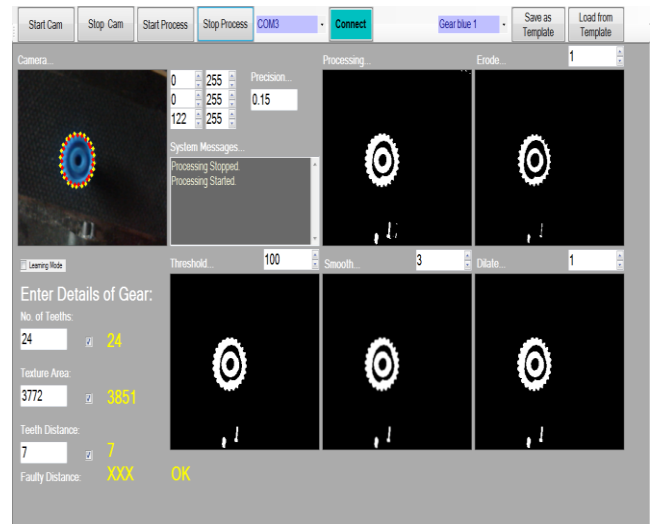 Start Cam Stop Cam Start Process Stop Process COM3 Connect Gear blue 1 Save as Template Load from Template
Camera... Processing... Erode... 1
0 255 Precision...
0 255 0.15
122 255
System Messages...
Processing Stopped.
Processing Started.
Learning Mode Threshold... 100 Smooth... 3 Dilate... 1
Enter Details of Gear:
No. of Teeths:
24 24
Texture Area:
3772 3851
Teeth Distance:
7 7
Faulty Distance: XXX OK